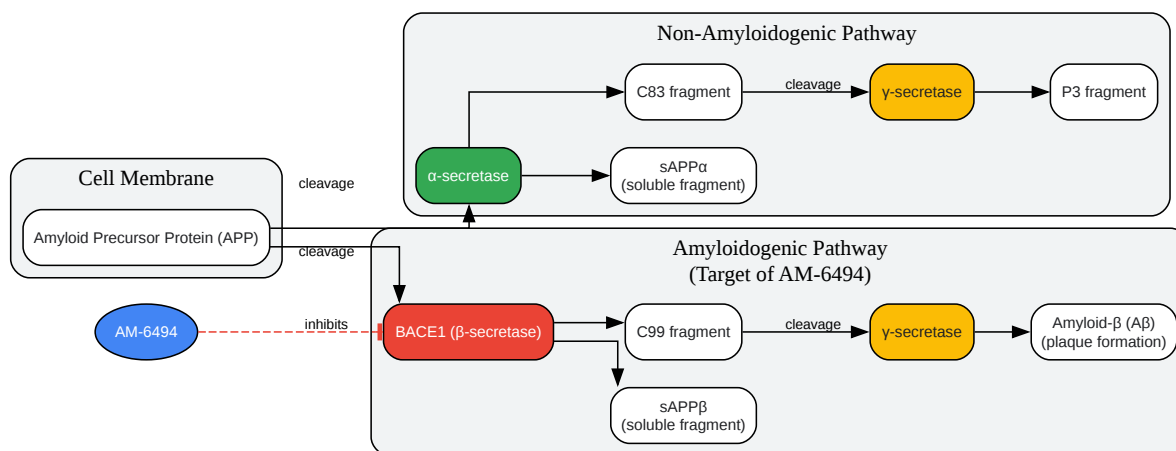 Non-Amyloidogenic Pathway
C83 fragment
cleavage
γ-secretase
P3 fragment
α-secretase
sAPPα
(soluble fragment)
Cell Membrane
Amyloid Precursor Protein (APP)
cleavage
cleavage
Amyloidogenic Pathway
(Target of AM-6494)
AM-6494
inhibits
BACE1 (β-secretase)
C99 fragment
cleavage
γ-secretase
Amyloid-β (Aβ)
(plaque formation)
sAPPβ
(soluble fragment)